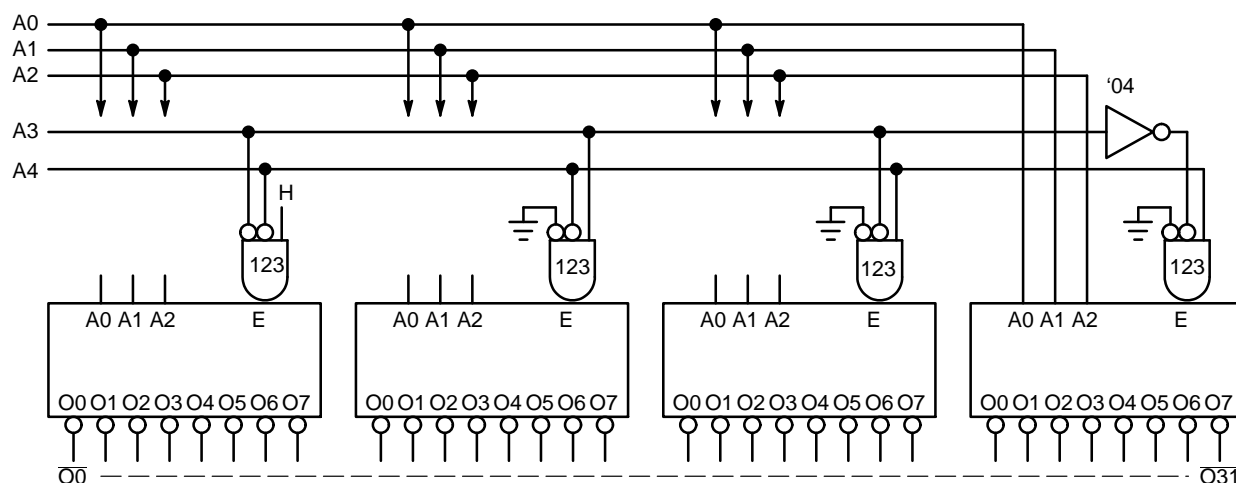 A0
A1
A2
‘04
A3
A4
H
123 123 123 123
A0 A1 A2 E A0 A1 A2 E A0 A1 A2 E A0 A1 A2 E
O0 O1 O2 O3 O4 O5 O6 O7 O0 O1 O2 O3 O4 O5 O6 O7 O0 O1 O2 O3 O4 O5 O6 O7 O0 O1 O2 O3 O4 O5 O6 O7
O0 O31